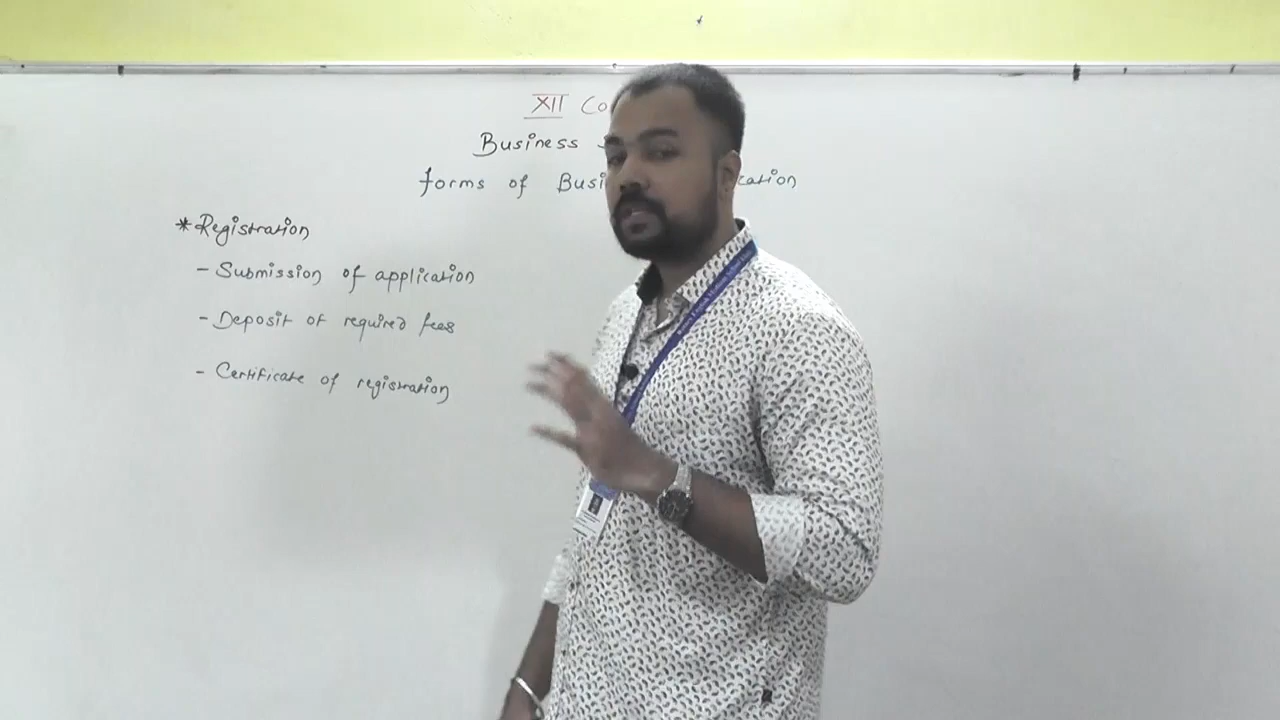 XII Co
Business
forms of Busi cation
* Registration
- Submission of application
- Deposit of required fees
- Certificate of registration